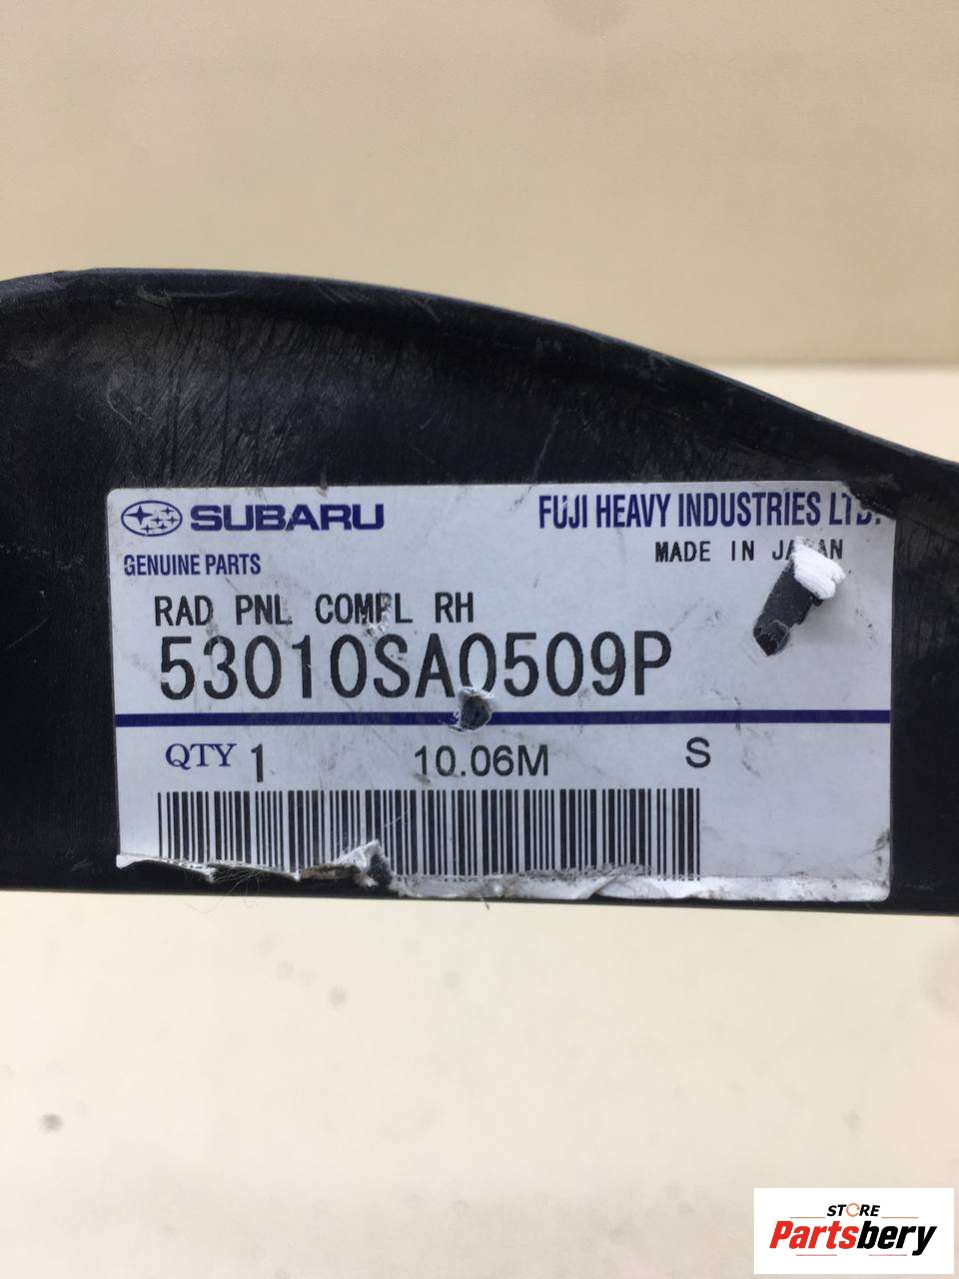 SUBARU
FUJI HEAVY INDUSTRIES LTD.
MADE IN JAPAN
GENUINE PARTS
RAD PNL COMPL RH
53010SA0509P
QTY 1 10.06M S
STORE
Partsbery